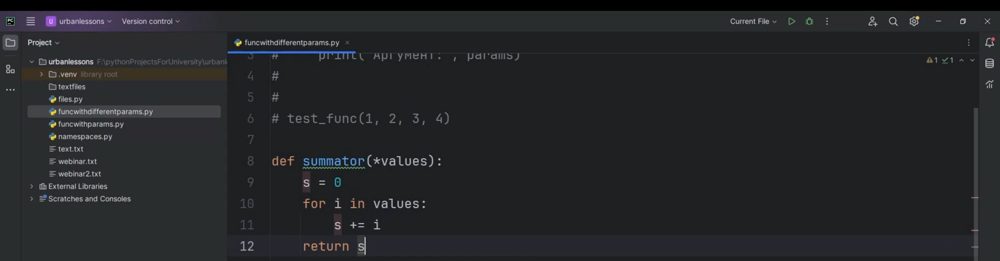 PC
U urbanlessons
Version control
Current File
Project
funcwithdifferentparams.py
urbanlessons F:\pythonProjectsForUniversity\urbanl
.venv library root
textfiles
files.py
funcwithdifferentparams.py
funcwithparams.py
namespaces.py
text.txt
webinar.txt
webinar2.txt
External Libraries
Scratches and Consoles
1 1
3 # print("Аргумент:", params)
4 #
5 #
6 # test_func(1, 2, 3, 4)
7
8 def summator(*values):
9 s = 0
10 for i in values:
11 s += i
12 return s